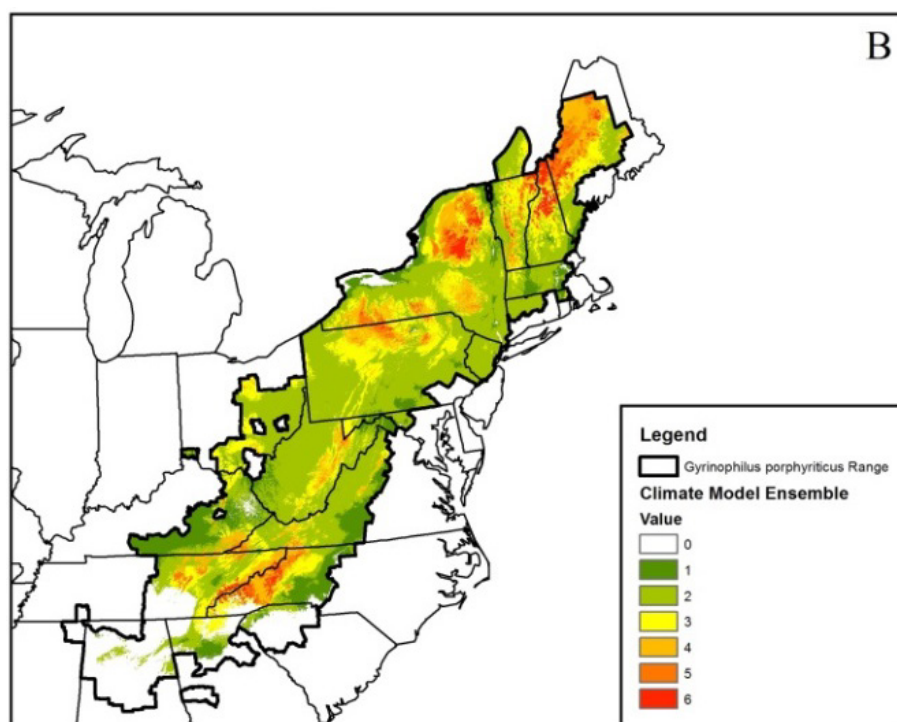 B
Legend
Gyrinophilus porphyriticus Range
Climate Model Ensemble
Value
0
1
2
3
4
5
6